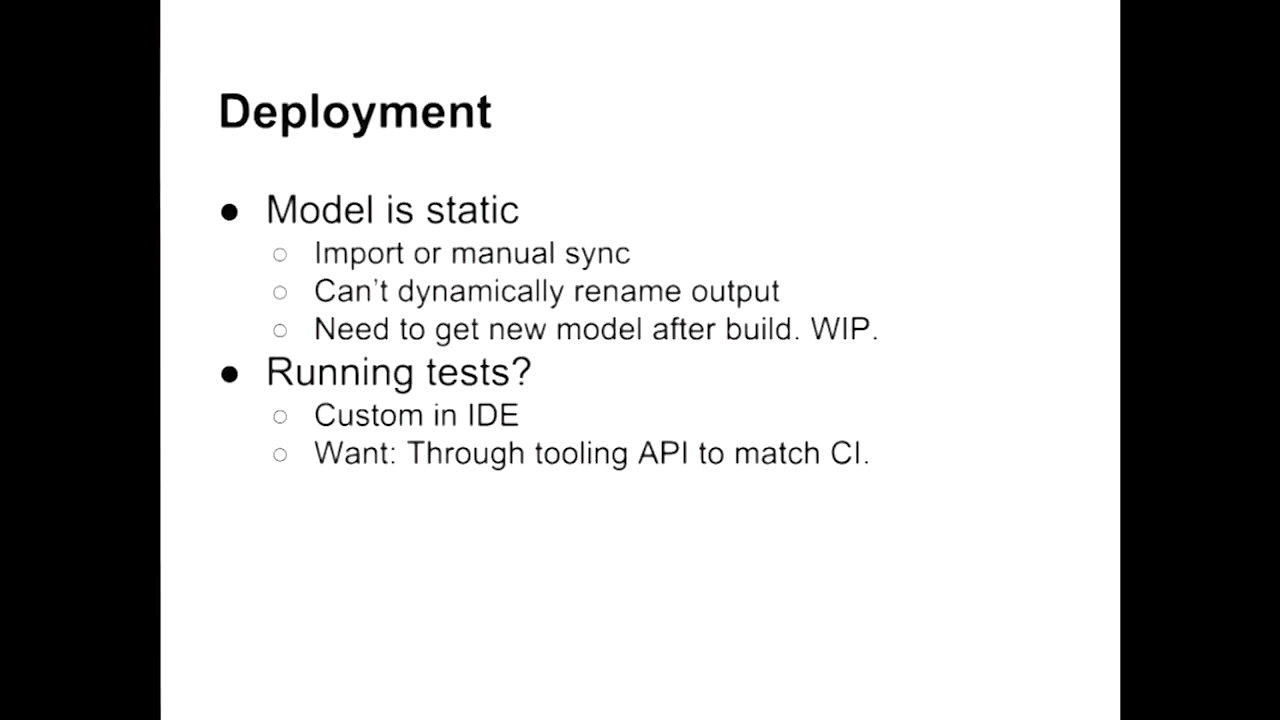 Deployment
● Model is static
○ Import or manual sync
○ Can't dynamically rename output
○ Need to get new model after build. WIP.
● Running tests?
○ Custom in IDE
○ Want: Through tooling API to match CI.